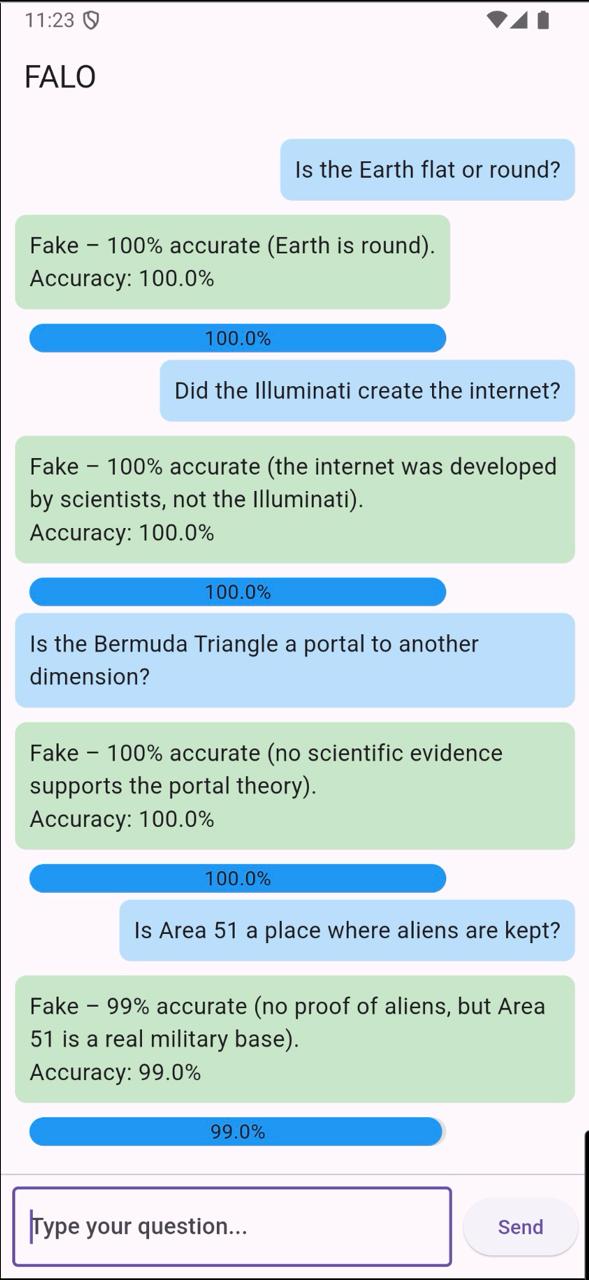 11:23
FALO
Is the Earth flat or round?
Fake – 100% accurate (Earth is round).
Accuracy: 100.0%
100.0%
Did the Illuminati create the internet?
Fake – 100% accurate (the internet was developed
by scientists, not the Illuminati).
Accuracy: 100.0%
100.0%
Is the Bermuda Triangle a portal to another
dimension?
Fake – 100% accurate (no scientific evidence
supports the portal theory).
Accuracy: 100.0%
100.0%
Is Area 51 a place where aliens are kept?
Fake – 99% accurate (no proof of aliens, but Area
51 is a real military base).
Accuracy: 99.0%
99.0%
Type your question...
Send